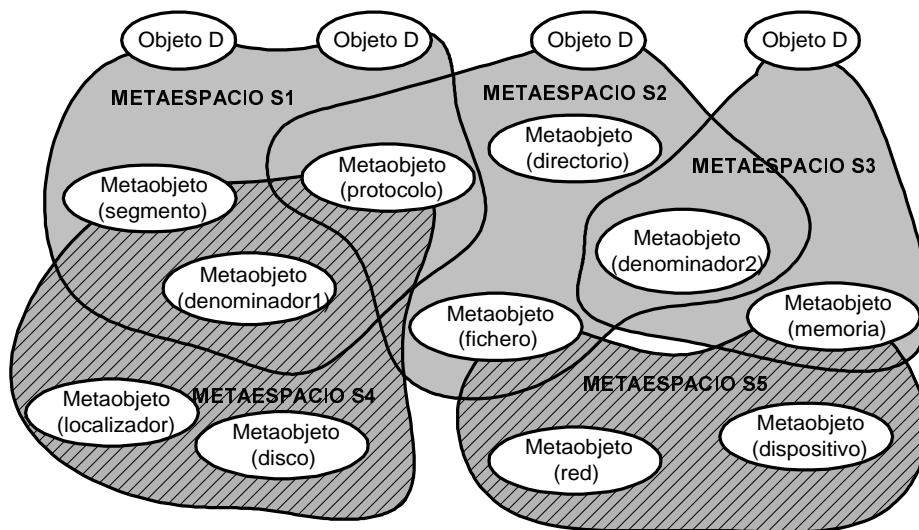 Objeto D
Objeto D
Objeto D
Objeto D
METAESPACIO S1
METAESPACIO S2
Metaobjeto
(directorio)
METAESPACIO S3
Metaobjeto
(segmento)
Metaobjeto
(protocolo)
Metaobjeto
(denominador2)
Metaobjeto
(denominador1)
Metaobjeto
(fichero)
Metaobjeto
(memoria)
METAESPACIO S4
METAESPACIO S5
Metaobjeto
(localizador)
Metaobjeto
(disco)
Metaobjeto
(red)
Metaobjeto
(dispositivo)